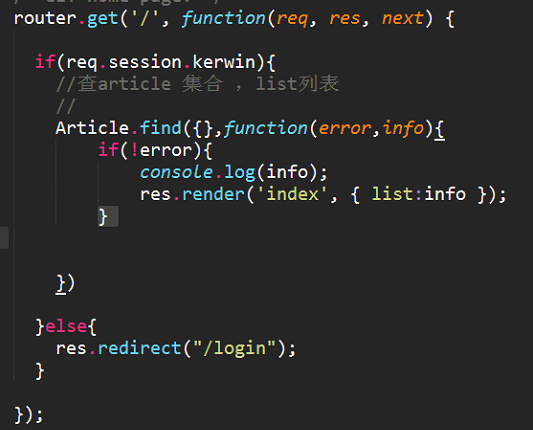 router.get('/', function(req, res, next) {
if(req.session.kerwin){
//查article 集合 , list列表
//
Article.find({},function(error,info){
if(!error){
console.log(info);
res.render('index', { list:info });
}
})
}else{
res.redirect("/login");
}
});